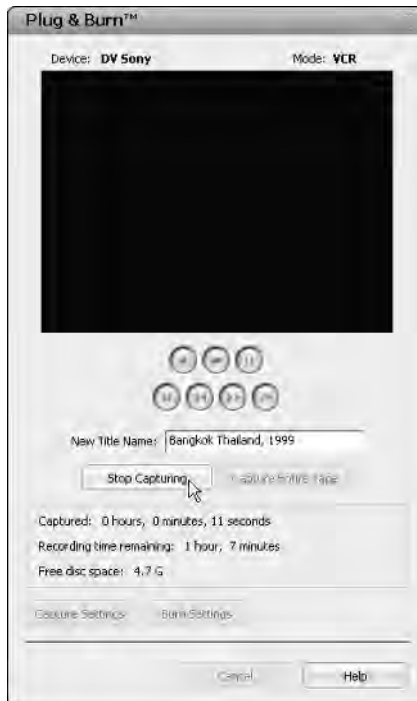 Plug & Burn™
Device: DV Sony Mode: VCR
New Title Name: Bangkok Thailand, 1999
Stop Capturing Capture Entire Tape
Captured: 0 hours, 0 minutes, 11 seconds
Recording time remaining: 1 hour, 7 minutes
Free disc space: 4.7 G
Capture Settings Burn Settings
Cancel Help